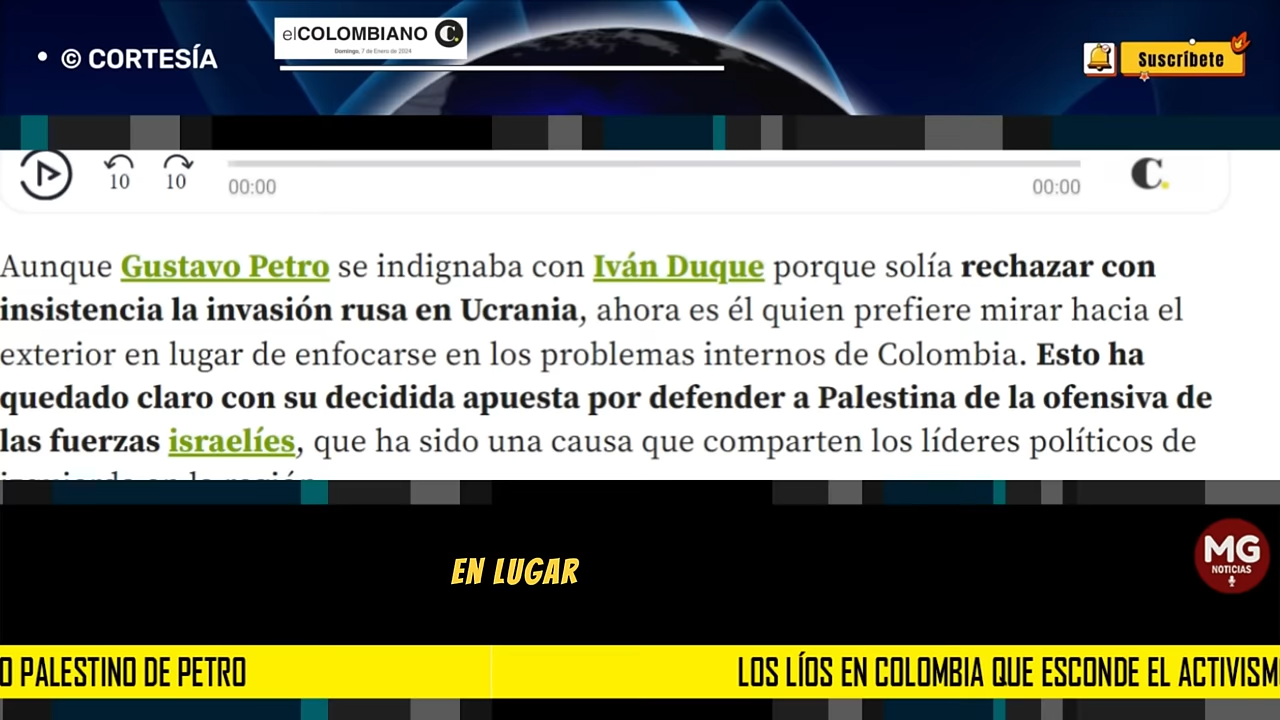 • © CORTESÍA
elCOLOMBIANO C.
Domingo, 7 de Enero de 2024
Suscríbete
10 10
00:00 00:00
C.
Aunque Gustavo Petro se indignaba con Iván Duque porque solía rechazar con
insistencia la invasión rusa en Ucrania, ahora es él quien prefiere mirar hacia el
exterior en lugar de enfocarse en los problemas internos de Colombia. Esto ha
quedado claro con su decidida apuesta por defender a Palestina de la ofensiva de
las fuerzas israelíes, que ha sido una causa que comparten los líderes políticos de
EN LUGAR
MG
NOTICIAS
O PALESTINO DE PETRO LOS LÍOS EN COLOMBIA QUE ESCONDE EL ACTIVISM